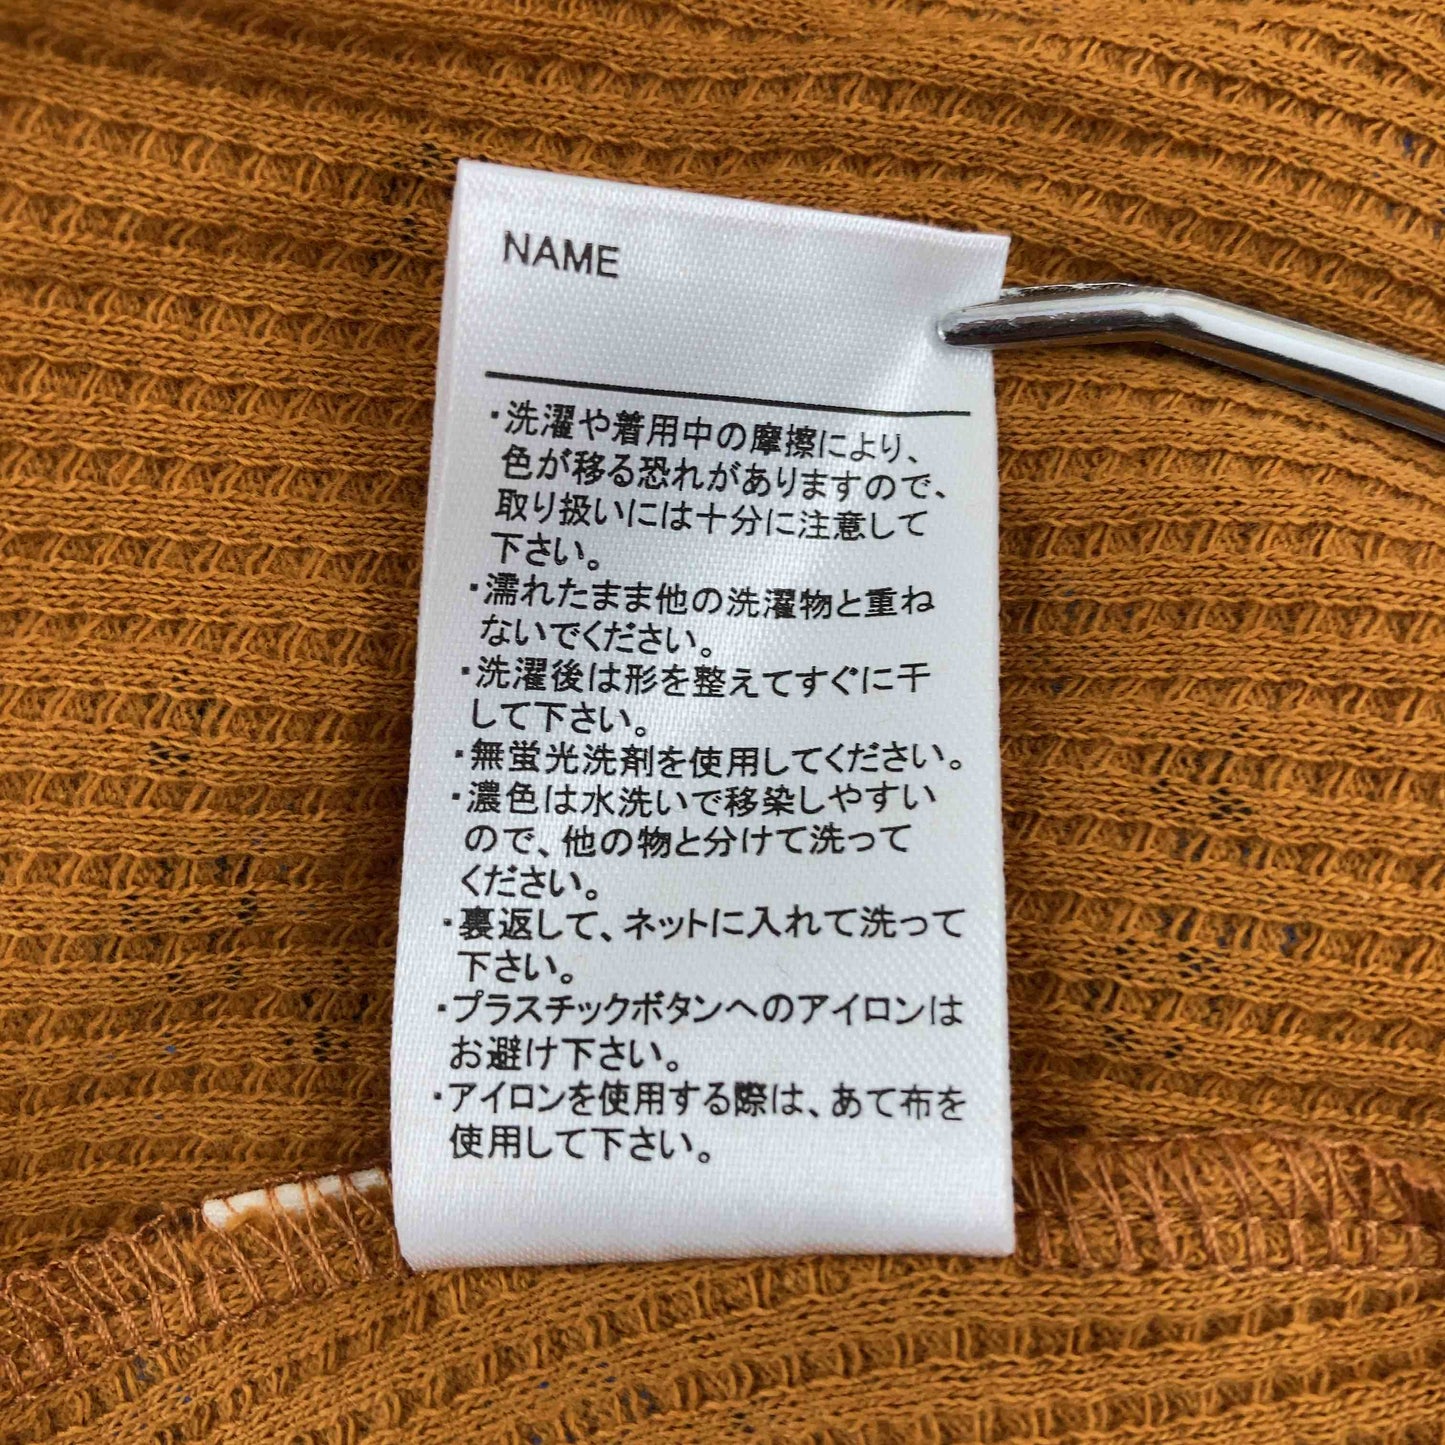 NAME
・洗濯や着用中の摩擦により、
色が移る恐れがありますので、
取り扱いには十分に注意して
下さい。
・濡れたまま他の洗濯物と重ね
ないでください。
・洗濯後は形を整えてすぐに干
して下さい。
・無蛍光洗剤を使用してください。
・濃色は水洗いで移染しやすい
ので、他の物と分けて洗って
ください。
・裏返して、ネットに入れて洗って
下さい。
・プラスチックボタンへのアイロンは
お避け下さい。
・アイロンを使用する際は、あて布を
使用して下さい。